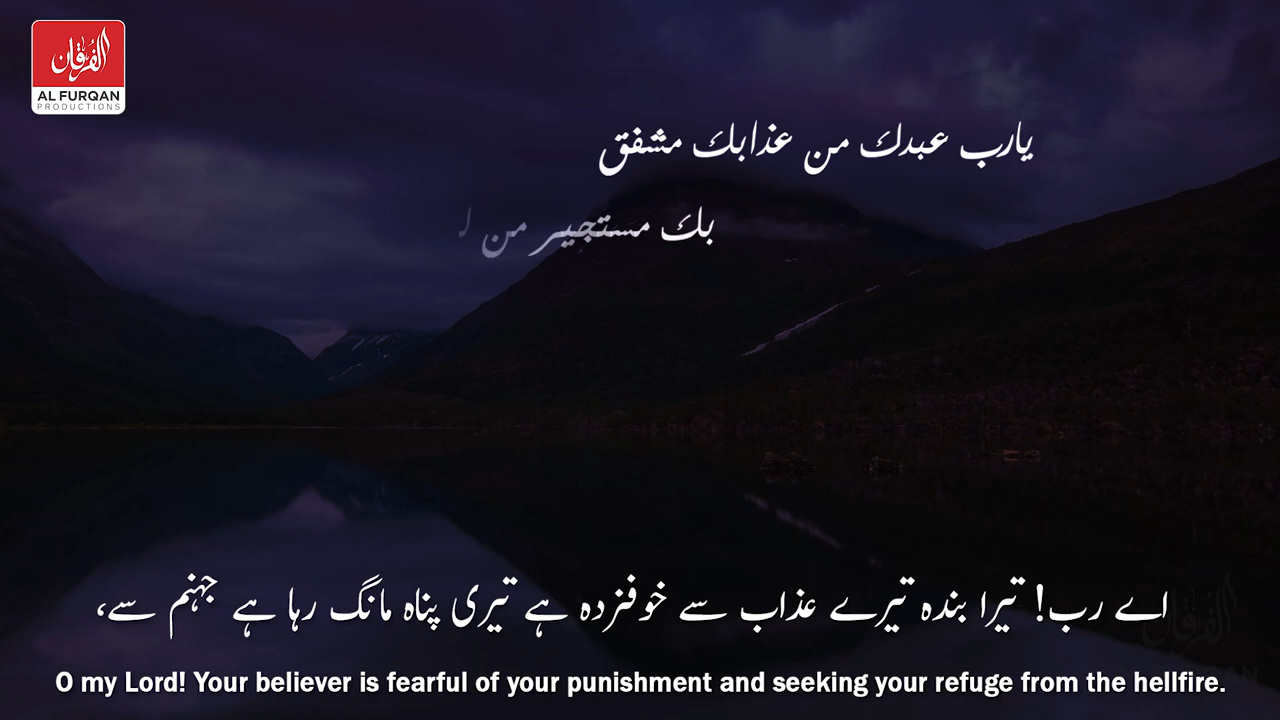 الفرقان
AL FURQAN
PRODUCTIONS
يارب عبدك من عذابك مشفق
بك مستجير من
اے رب! تیرا بندہ تیرے عذاب سے خوفزدہ ہے تیری پناہ مانگ رہا ہے جہنم سے،
O my Lord! Your believer is fearful of your punishment and seeking your refuge from the hellfire.